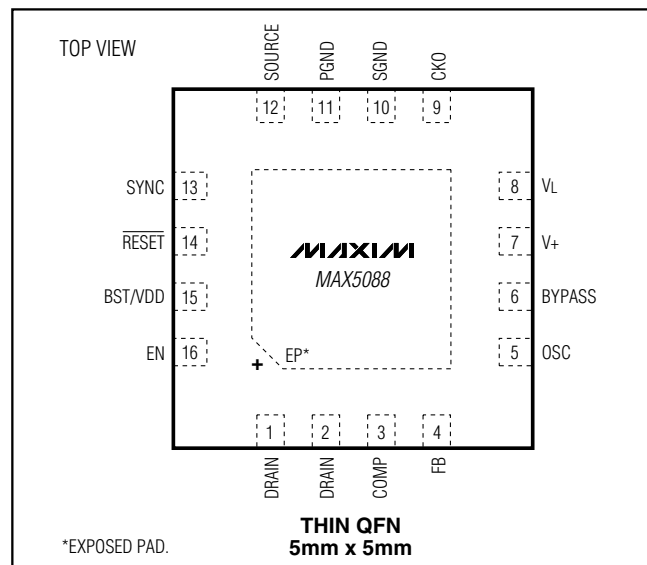 TOP VIEW
SOURCE
PGND
SGND
CKO
12
11
10
9
SYNC 13
8 VL
RESET 14
7 V+
MAXIM
MAX5088
BST/VDD 15
6 BYPASS
EN 16
5 OSC
+
EP*
1
2
3
4
DRAIN
DRAIN
COMP
FB
THIN QFN
5mm x 5mm
*EXPOSED PAD.